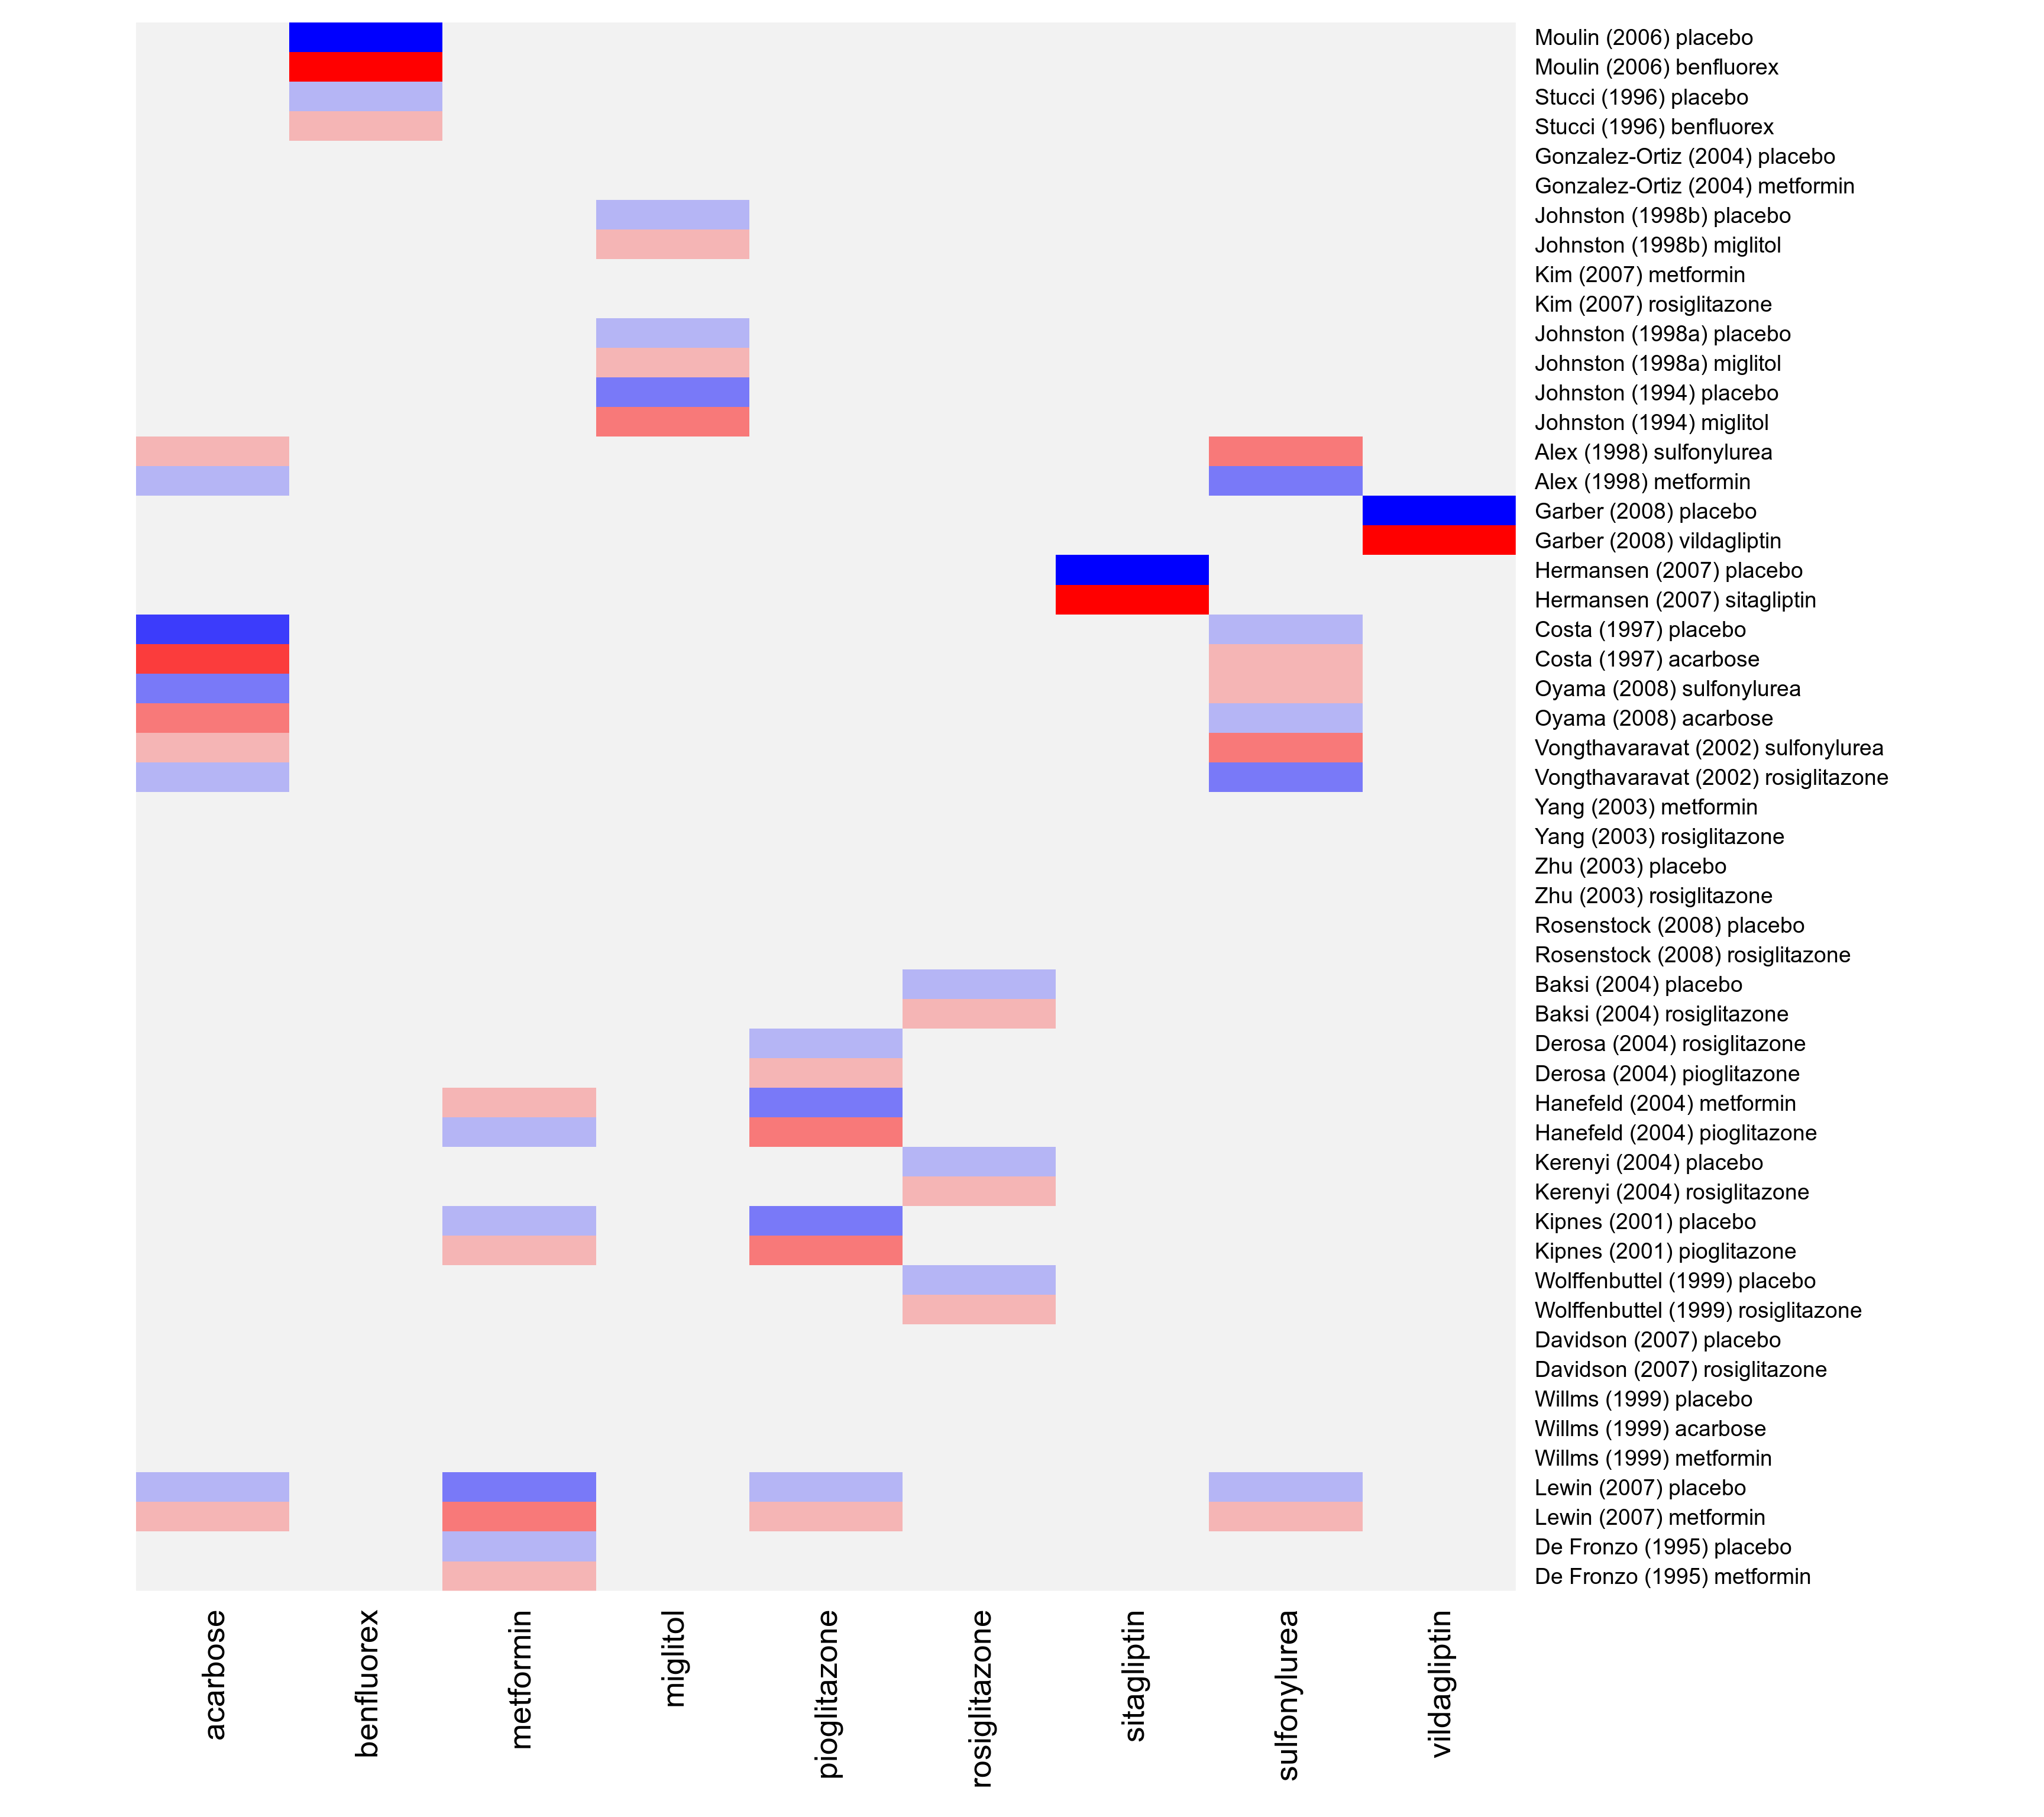 Moulin (2006) placebo
Moulin (2006) benfluorex
Stucci (1996) placebo
Stucci (1996) benfluorex
Gonzalez-Ortiz (2004) placebo
Gonzalez-Ortiz (2004) metformin
Johnston (1998b) placebo
Johnston (1998b) miglitol
Kim (2007) metformin
Kim (2007) rosiglitazone
Johnston (1998a) placebo
Johnston (1998a) miglitol
Johnston (1994) placebo
Johnston (1994) miglitol
Alex (1998) sulfonylurea
Alex (1998) metformin
Garber (2008) placebo
Garber (2008) vildagliptin
Hermansen (2007) placebo
Hermansen (2007) sitagliptin
Costa (1997) placebo
Costa (1997) acarbose
Oyama (2008) sulfonylurea
Oyama (2008) acarbose
Vongthavaravat (2002) sulfonylurea
Vongthavaravat (2002) rosiglitazone
Yang (2003) metformin
Yang (2003) rosiglitazone
Zhu (2003) placebo
Zhu (2003) rosiglitazone
Rosenstock (2008) placebo
Rosenstock (2008) rosiglitazone
Baksi (2004) placebo
Baksi (2004) rosiglitazone
Derosa (2004) rosiglitazone
Derosa (2004) pioglitazone
Hanefeld (2004) metformin
Hanefeld (2004) pioglitazone
Kerenyi (2004) placebo
Kerenyi (2004) rosiglitazone
Kipnes (2001) placebo
Kipnes (2001) pioglitazone
Wolffenbuttel (1999) placebo
Wolffenbuttel (1999) rosiglitazone
Davidson (2007) placebo
Davidson (2007) rosiglitazone
Willms (1999) placebo
Willms (1999) acarbose
Willms (1999) metformin
Lewin (2007) placebo
Lewin (2007) metformin
De Fronzo (1995) placebo
De Fronzo (1995) metformin
acarbose
benfluorex
metformin
miglitol
pioglitazone
rosiglitazone
sitagliptin
sulfonylurea
vildagliptin